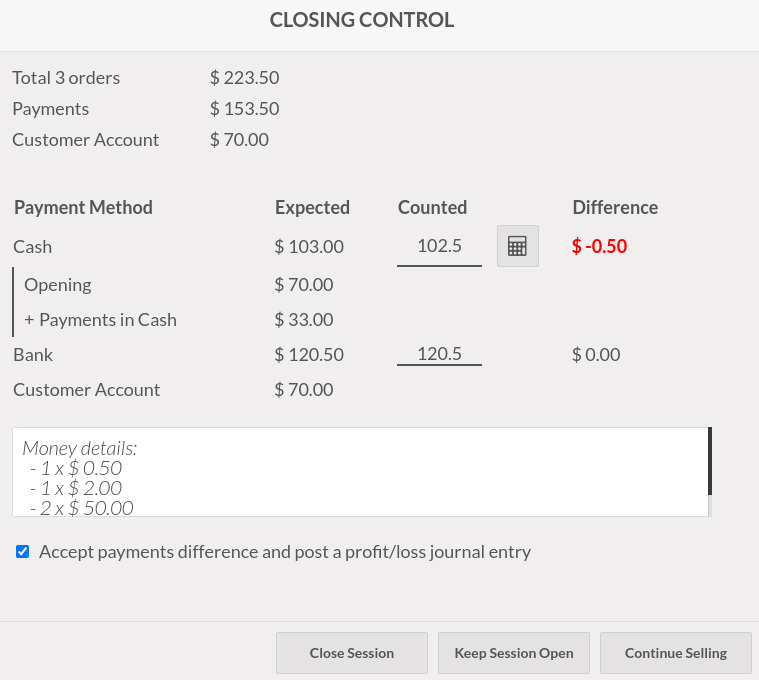 CLOSING CONTROL
Total 3 orders $ 223.50
Payments $ 153.50
Customer Account $ 70.00
Payment Method Expected Counted Difference
Cash $ 103.00 102.5 $ -0.50
Opening $ 70.00
+ Payments in Cash $ 33.00
Bank $ 120.50 120.5 $ 0.00
Customer Account $ 70.00
Money details:
- 1 x $ 0.50
- 1 x $ 2.00
- 2 x $ 50.00
Accept payments difference and post a profit/loss journal entry
Close Session Keep Session Open Continue Selling